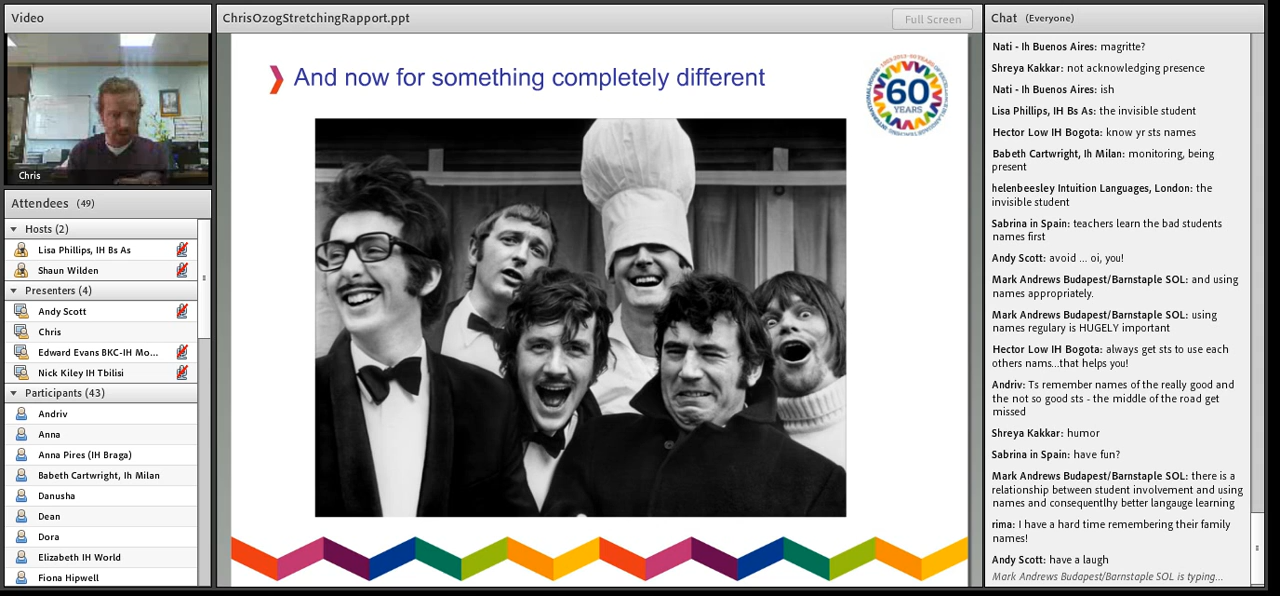 Video
Chris
Attendees (49)
Hosts (2)
Lisa Phillips, IH Bs As
Shaun Wilden
Presenters (4)
Andy Scott
Chris
Edward Evans BKC-IH Mo...
Nick Kiley IH Tbilisi
Participants (43)
Andriv
Anna
Anna Pires (IH Braga)
Babeth Cartwright, Ih Milan
Danusha
Dean
Dora
Elizabeth IH World
Fiona Hipwell
ChrisOzogStretchingRapport.ppt
Full Screen
And now for something completely different
60
YEARS
Chat (Everyone)
Nati - Ih Buenos Aires: magritte?
Shreya Kakkar: not acknowledging presence
Nati - Ih Buenos Aires: ish
Lisa Phillips, IH Bs As: the invisible student
Hector Low IH Bogota: know yr sts names
Babeth Cartwright, Ih Milan: monitoring, being
present
helenbeesley Intuition Languages, London: the
invisible student
Sabrina in Spain: teachers learn the bad students
names first
Andy Scott: avoid ... oi, you!
Mark Andrews Budapest/Barnstaple SOL: and using
names appropriately.
Mark Andrews Budapest/Barnstaple SOL: using
names regulary is HUGELY important
Hector Low IH Bogota: always get sts to use each
others nams...that helps you!
Andriv: Ts remember names of the really good and
the not so good sts - the middle of the road get
missed
Shreya Kakkar: humor
Sabrina in Spain: have fun?
Mark Andrews Budapest/Barnstaple SOL: there is a
relationship between student involvement and using
names and consequentlhy better langauge learning
rima: I have a hard time remembering their family
names!
Andy Scott: have a laugh
Mark Andrews Budapest/Barnstaple SOL is typing...